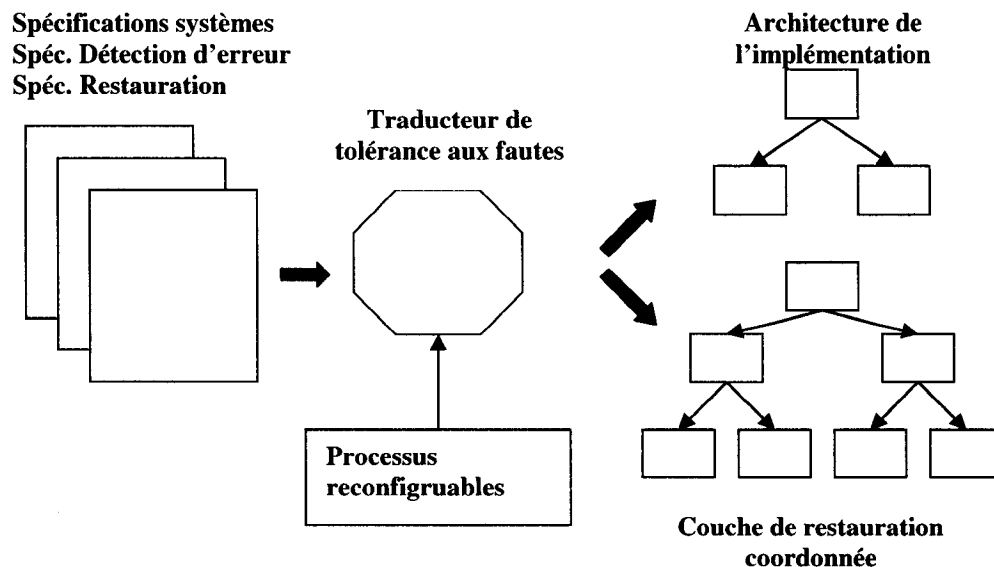 Spécifications systèmes
Spéc. Détection d'erreur
Spéc. Restauration
Architecture de
l'implémentation
Traducteur de
tolérance aux fautes
Processus
reconfigruables
Couche de restauration
coordonnée